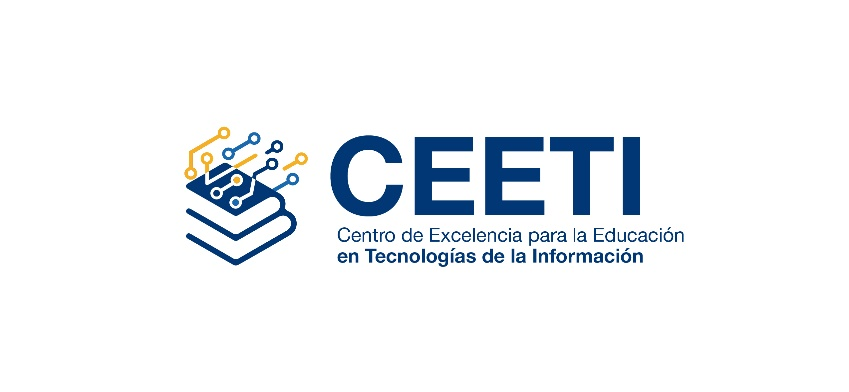 CEETI
Centro de Excelencia para la Educación
en Tecnologías de la Información